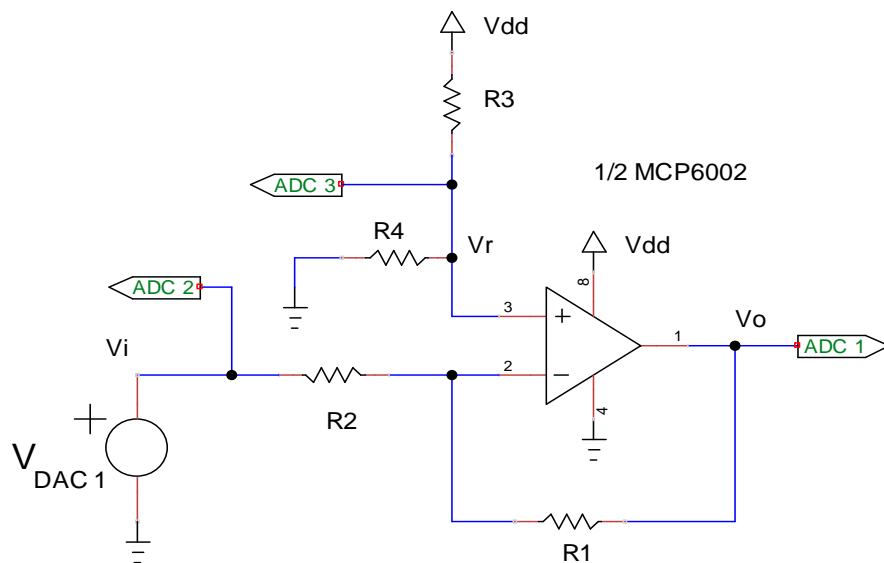 Vdd
R3
ADC 3
1/2 MCP6002
R4
Vr
Vdd
ADC 2
8
3
+
1
Vo
ADC 1
Vi
2
−
4
R2
+
V DAC 1
R1